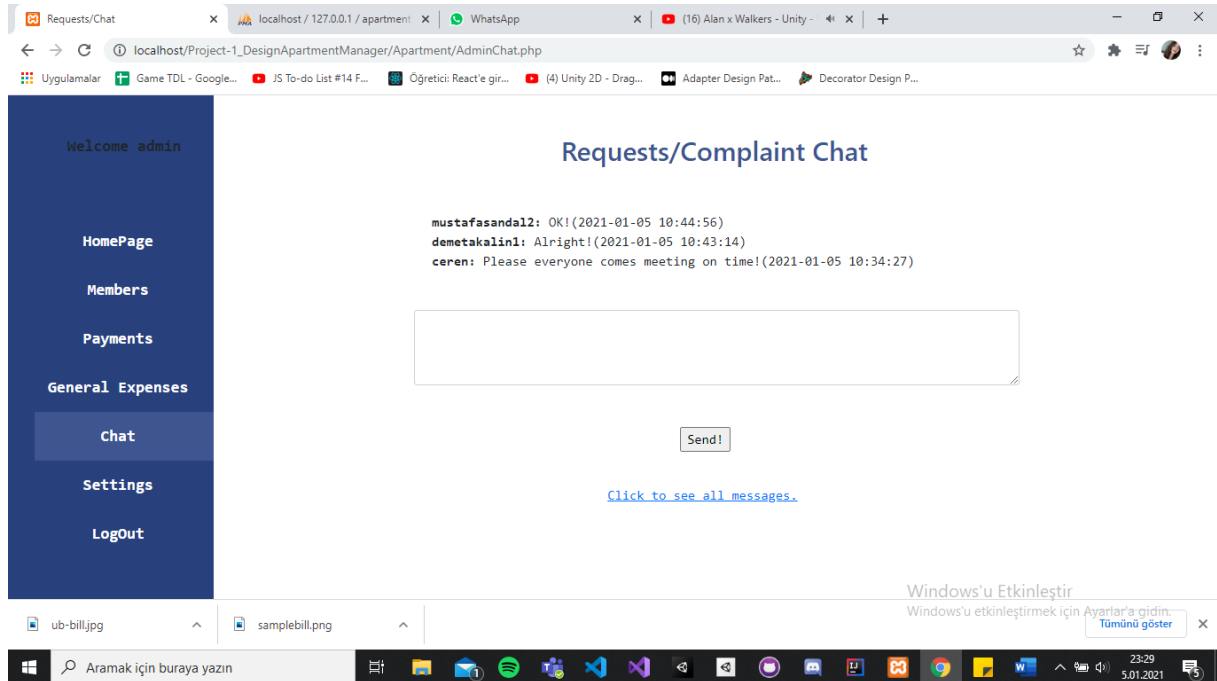 Requests/Chat
localhost / 127.0.0.1 / apartment
WhatsApp
(16) Alan x Walkers - Unity -
localhost/Project-1_DesignApartmentManager/Apartment/AdminChat.php
Uygulamalar
Game TDL - Google...
JS To-do List #14 F...
Öğretici: React'e gir...
(4) Unity 2D - Drag...
Adapter Design Pat...
Decorator Design P...
Welcome admin
HomePage
Members
Payments
General Expenses
Chat
Settings
LogOut
Requests/Complaint Chat
mustafasandal2: OK!(2021-01-05 10:44:56)
demetakalin1: Alright!(2021-01-05 10:43:14)
ceren: Please everyone comes meeting on time!(2021-01-05 10:34:27)
Send!
Click to see all messages.
Windows'u Etkinleştir
Windows'u etkinleştirmek için Ayarlar'a gidin.
ub-bill.jpg
samplebill.png
Tümünü göster
Aramak için buraya yazın
23:29
5.01.2021